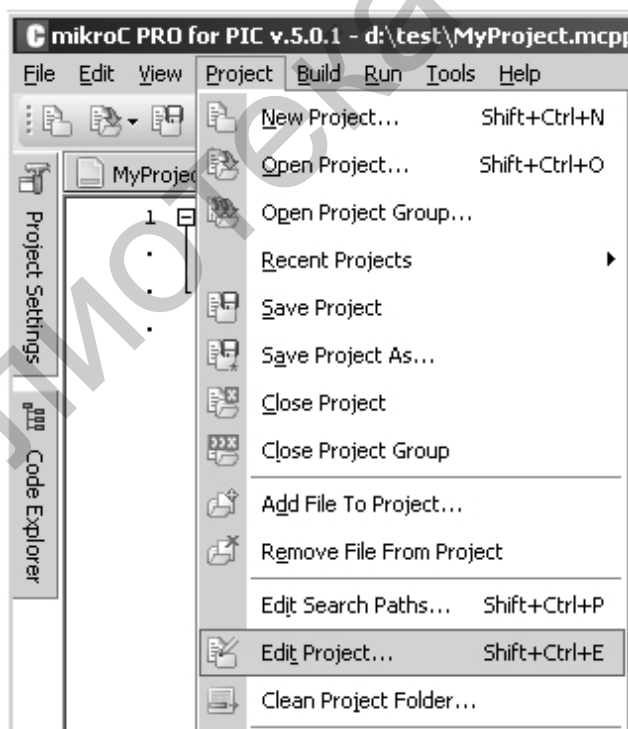 mikroC PRO for PIC v.5.0.1 - d:\test\MyProject.mcpp
File Edit View Project Build Run Tools Help
New Project... Shift+Ctrl+N
Open Project... Shift+Ctrl+O
Open Project Group...
Recent Projects
Save Project
Save Project As...
Close Project
Close Project Group
Add File To Project...
Remove File From Project
Edit Search Paths... Shift+Ctrl+P
Edit Project... Shift+Ctrl+E
Clean Project Folder...
MyProjec
1
Project Settings
Code Explorer
лиотека